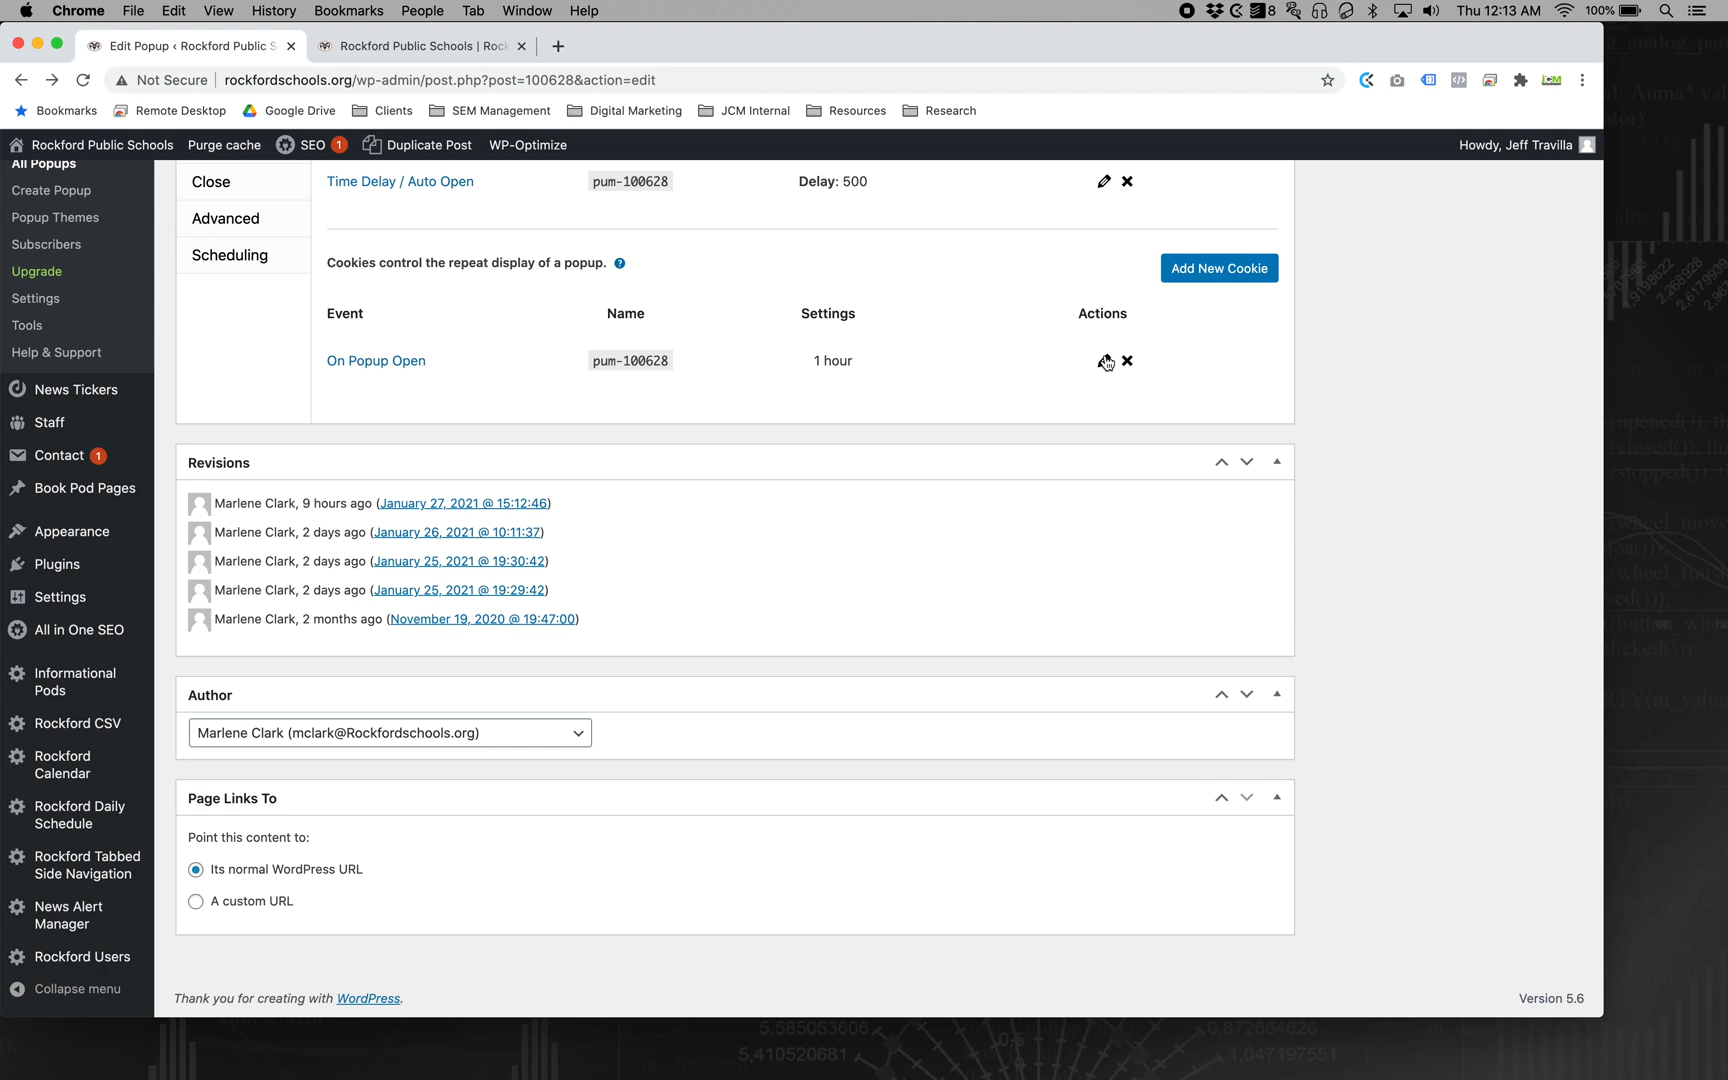 Chrome File Edit View History Bookmarks People Tab Window Help 8 Thu 12:13 AM 100%
Edit Popup ‹ Rockford Public S Rockford Public Schools | Rock
Not Secure rockfordschools.org/wp-admin/post.php?post=100628&action=edit
Bookmarks Remote Desktop Google Drive Clients SEM Management Digital Marketing JCM Internal Resources Research
Rockford Public Schools Purge cache SEO 1 Duplicate Post WP-Optimize Howdy, Jeff Travilla
All Popups
Create Popup
Popup Themes
Subscribers
Upgrade
Settings
Tools
Help & Support
News Tickers
Staff
Contact 1
Book Pod Pages
Appearance
Plugins
Settings
All in One SEO
Informational
Pods
Rockford CSV
Rockford
Calendar
Rockford Daily
Schedule
Rockford Tabbed
Side Navigation
News Alert
Manager
Rockford Users
Collapse menu
Close
Advanced
Scheduling
Time Delay / Auto Open pum-100628 Delay: 500
Cookies control the repeat display of a popup. ? Add New Cookie
Event Name Settings Actions
On Popup Open pum-100628 1 hour
Revisions
Marlene Clark, 9 hours ago (January 27, 2021 @ 15:12:46)
Marlene Clark, 2 days ago (January 26, 2021 @ 10:11:37)
Marlene Clark, 2 days ago (January 25, 2021 @ 19:30:42)
Marlene Clark, 2 days ago (January 25, 2021 @ 19:29:42)
Marlene Clark, 2 months ago (November 19, 2020 @ 19:47:00)
Author
Marlene Clark (mclark@Rockfordschools.org)
Page Links To
Point this content to:
Its normal WordPress URL
A custom URL
Thank you for creating with WordPress. Version 5.6
5,585053606 0,872664626
5,410520681 1,047197551